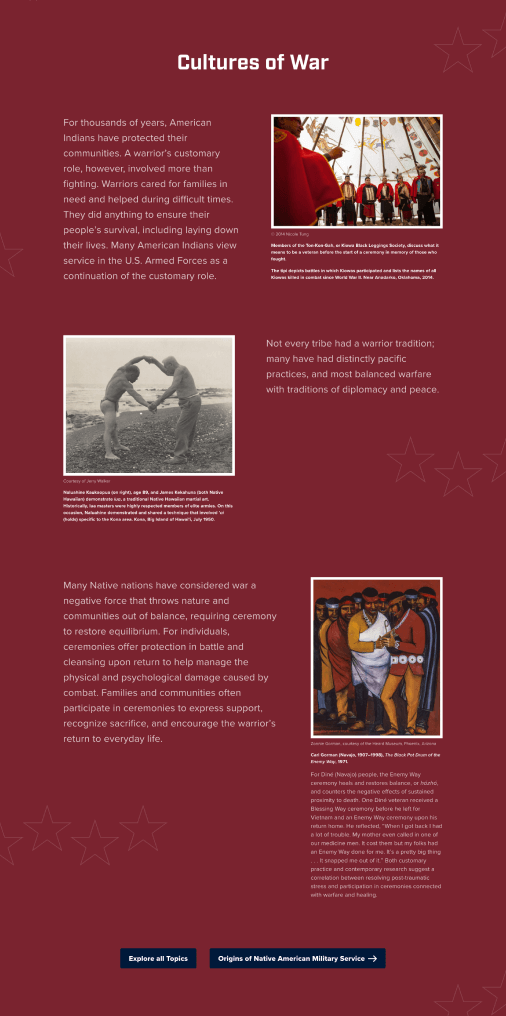 Cultures of War
For thousands of years, American
Indians have protected their
communities. A warrior's customary
role, however, involved more than
fighting. Warriors cared for families in
need and helped during difficult times.
They did anything to ensure their
people's survival, including laying down
their lives. Many American Indians view
service in the U.S. Armed Forces as a
continuation of the customary role.
© 2014 Nicole Tung
Members of the Ton-Kon-Gah, or Kiowa Black Leggings Society, discuss what it
means to be a veteran before the start of a ceremony in memory of those who
fought.
The tipi depicts battles in which Kiowas participated and lists the names of all
Kiowas killed in combat since World War II. Near Anadarko, Oklahoma, 2014.
Not every tribe had a warrior tradition;
many have had distinctly pacific
practices, and most balanced warfare
with traditions of diplomacy and peace.
Courtesy of Jerry Walker
Naluahine Kaokoopua (on right), age 89, and James Kekahuna (both Native
Hawaiian) demonstrate lua, a traditional Native Hawaiian martial art.
Historically, lua masters were highly respected members of elite armies. On this
occasion, Naluahine demonstrated and shared a technique that involved 'ai
(holds) specific to the Kona area. Kona, Big Island of Hawai'i, July 1950.
Many Native nations have considered war a
negative force that throws nature and
communities out of balance, requiring ceremony
to restore equilibrium. For individuals,
ceremonies offer protection in battle and
cleansing upon return to help manage the
physical and psychological damage caused by
combat. Families and communities often
participate in ceremonies to express support,
recognize sacrifice, and encourage the warrior's
return to everyday life.
Zonnie Gorman, courtesy of the Heard Museum, Phoenix, Arizona
Carl Gorman (Navajo, 1907–1998), The Black Pot Drum of the
Enemy Way, 1971.
For Diné (Navajo) people, the Enemy Way
ceremony heals and restores balance, or hózhó,
and counters the negative effects of sustained
proximity to death. One Diné veteran received a
Blessing Way ceremony before he left for
Vietnam and an Enemy Way ceremony upon his
return home. He reflected, "When I got back I had
a lot of trouble. My mother even called in one of
our medicine men. It cost them but my folks had
an Enemy Way done for me. It's a pretty big thing
. . . . It snapped me out of it." Both customary
practice and contemporary research suggest a
correlation between resolving post-traumatic
stress and participation in ceremonies connected
with warfare and healing.
Explore all Topics
Origins of Native American Military Service →